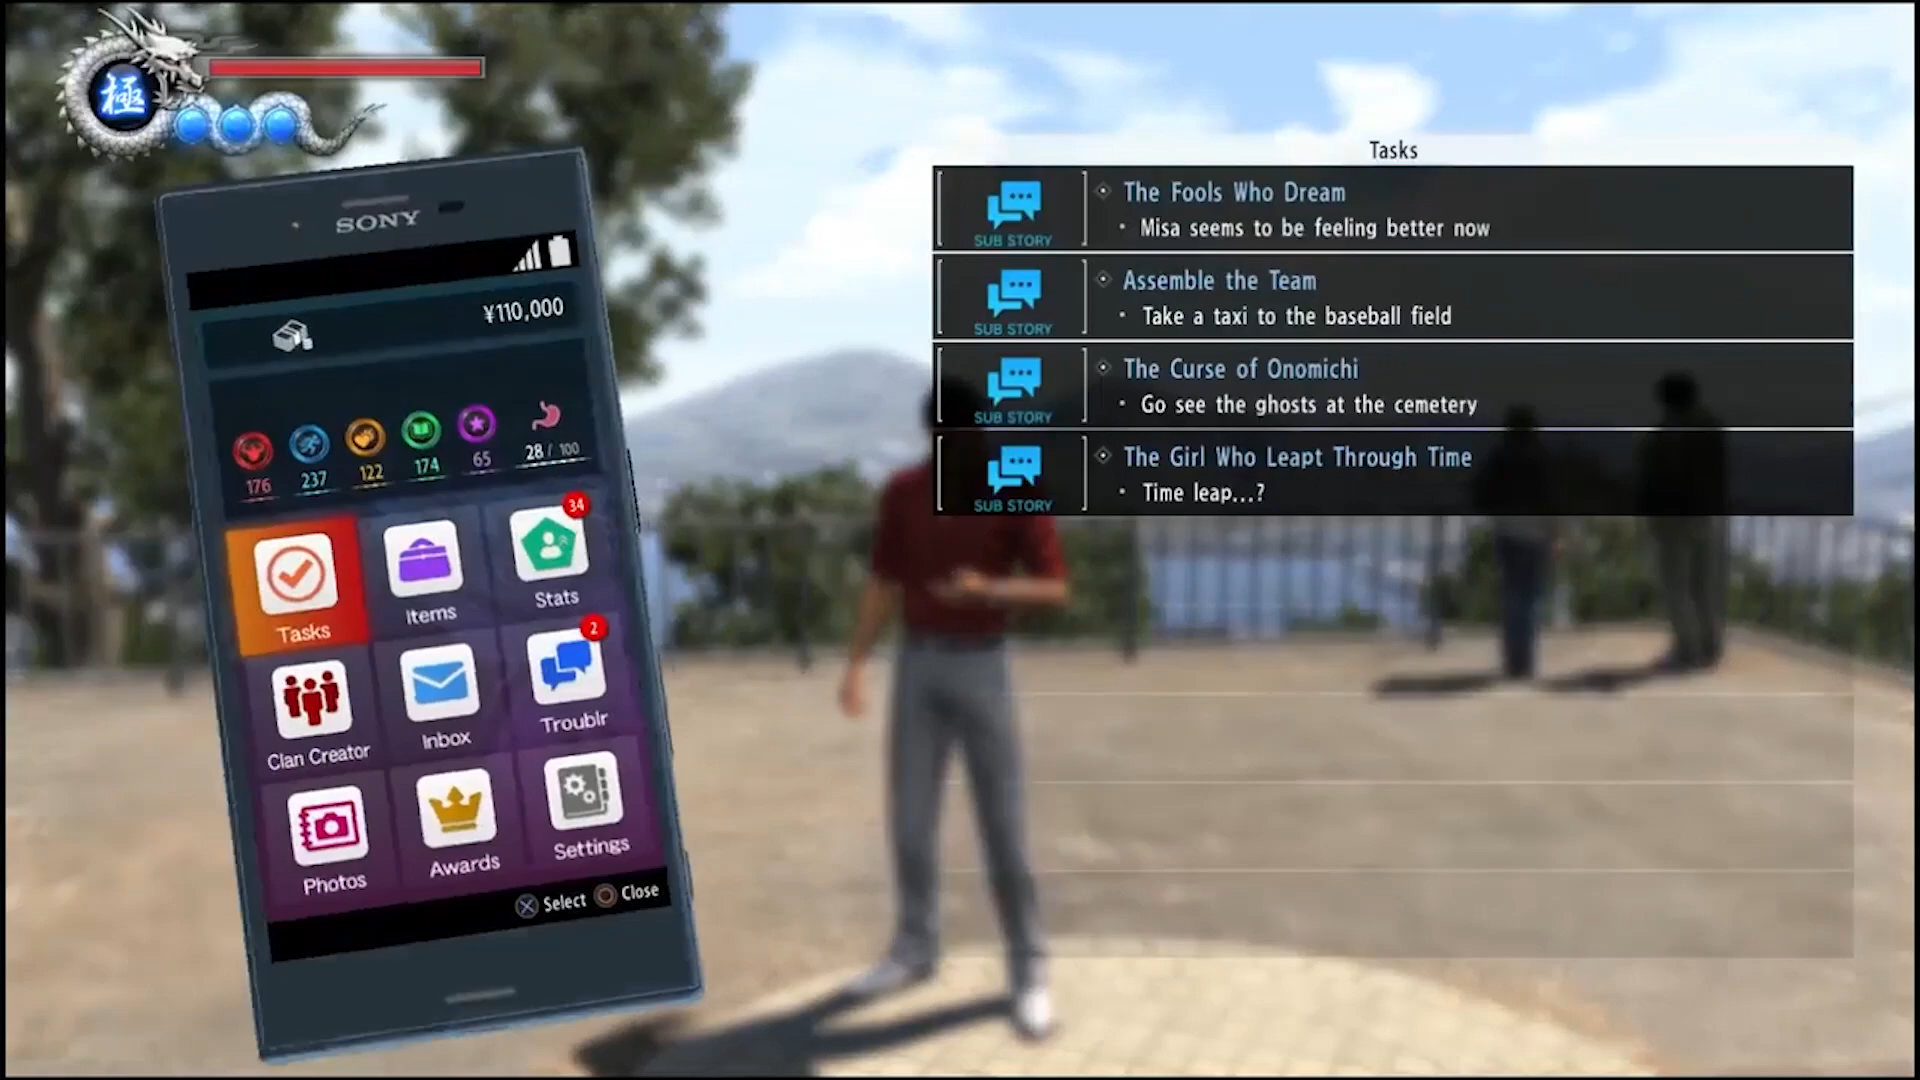 極
SONY
¥110,000
176 237 122 174 65 28 / 100
Tasks
Items
34
Stats
Clan Creator
Inbox
2
Troublr
Photos
Awards
Settings
Select Close
Tasks
SUB STORY
The Fools Who Dream
・ Misa seems to be feeling better now
SUB STORY
Assemble the Team
・ Take a taxi to the baseball field
SUB STORY
The Curse of Onomichi
・ Go see the ghosts at the cemetery
SUB STORY
The Girl Who Leapt Through Time
・ Time leap...?